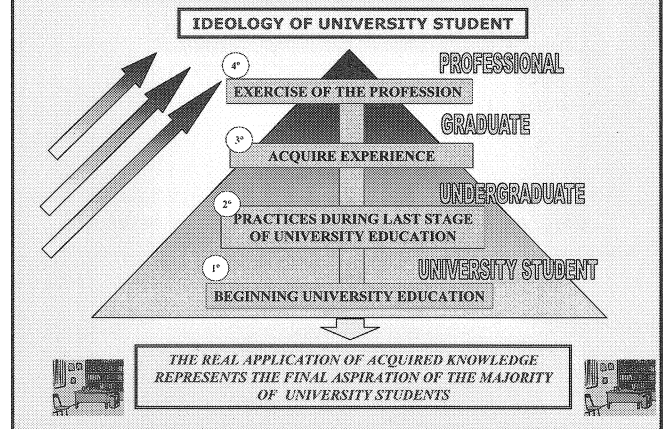 IDEOLOGY OF UNIVERSITY STUDENT
4º
PROFESSIONAL
EXERCISE OF THE PROFESSION
GRADUATE
3º
ACQUIRE EXPERIENCE
UNDERGRADUATE
2º
PRACTICES DURING LAST STAGE
OF UNIVERSITY EDUCATION
UNIVERSITY STUDENT
1º
BEGINNING UNIVERSITY EDUCATION
THE REAL APPLICATION OF ACQUIRED KNOWLEDGE
REPRESENTS THE FINAL ASPIRATION OF THE MAJORITY
OF UNIVERSITY STUDENTS